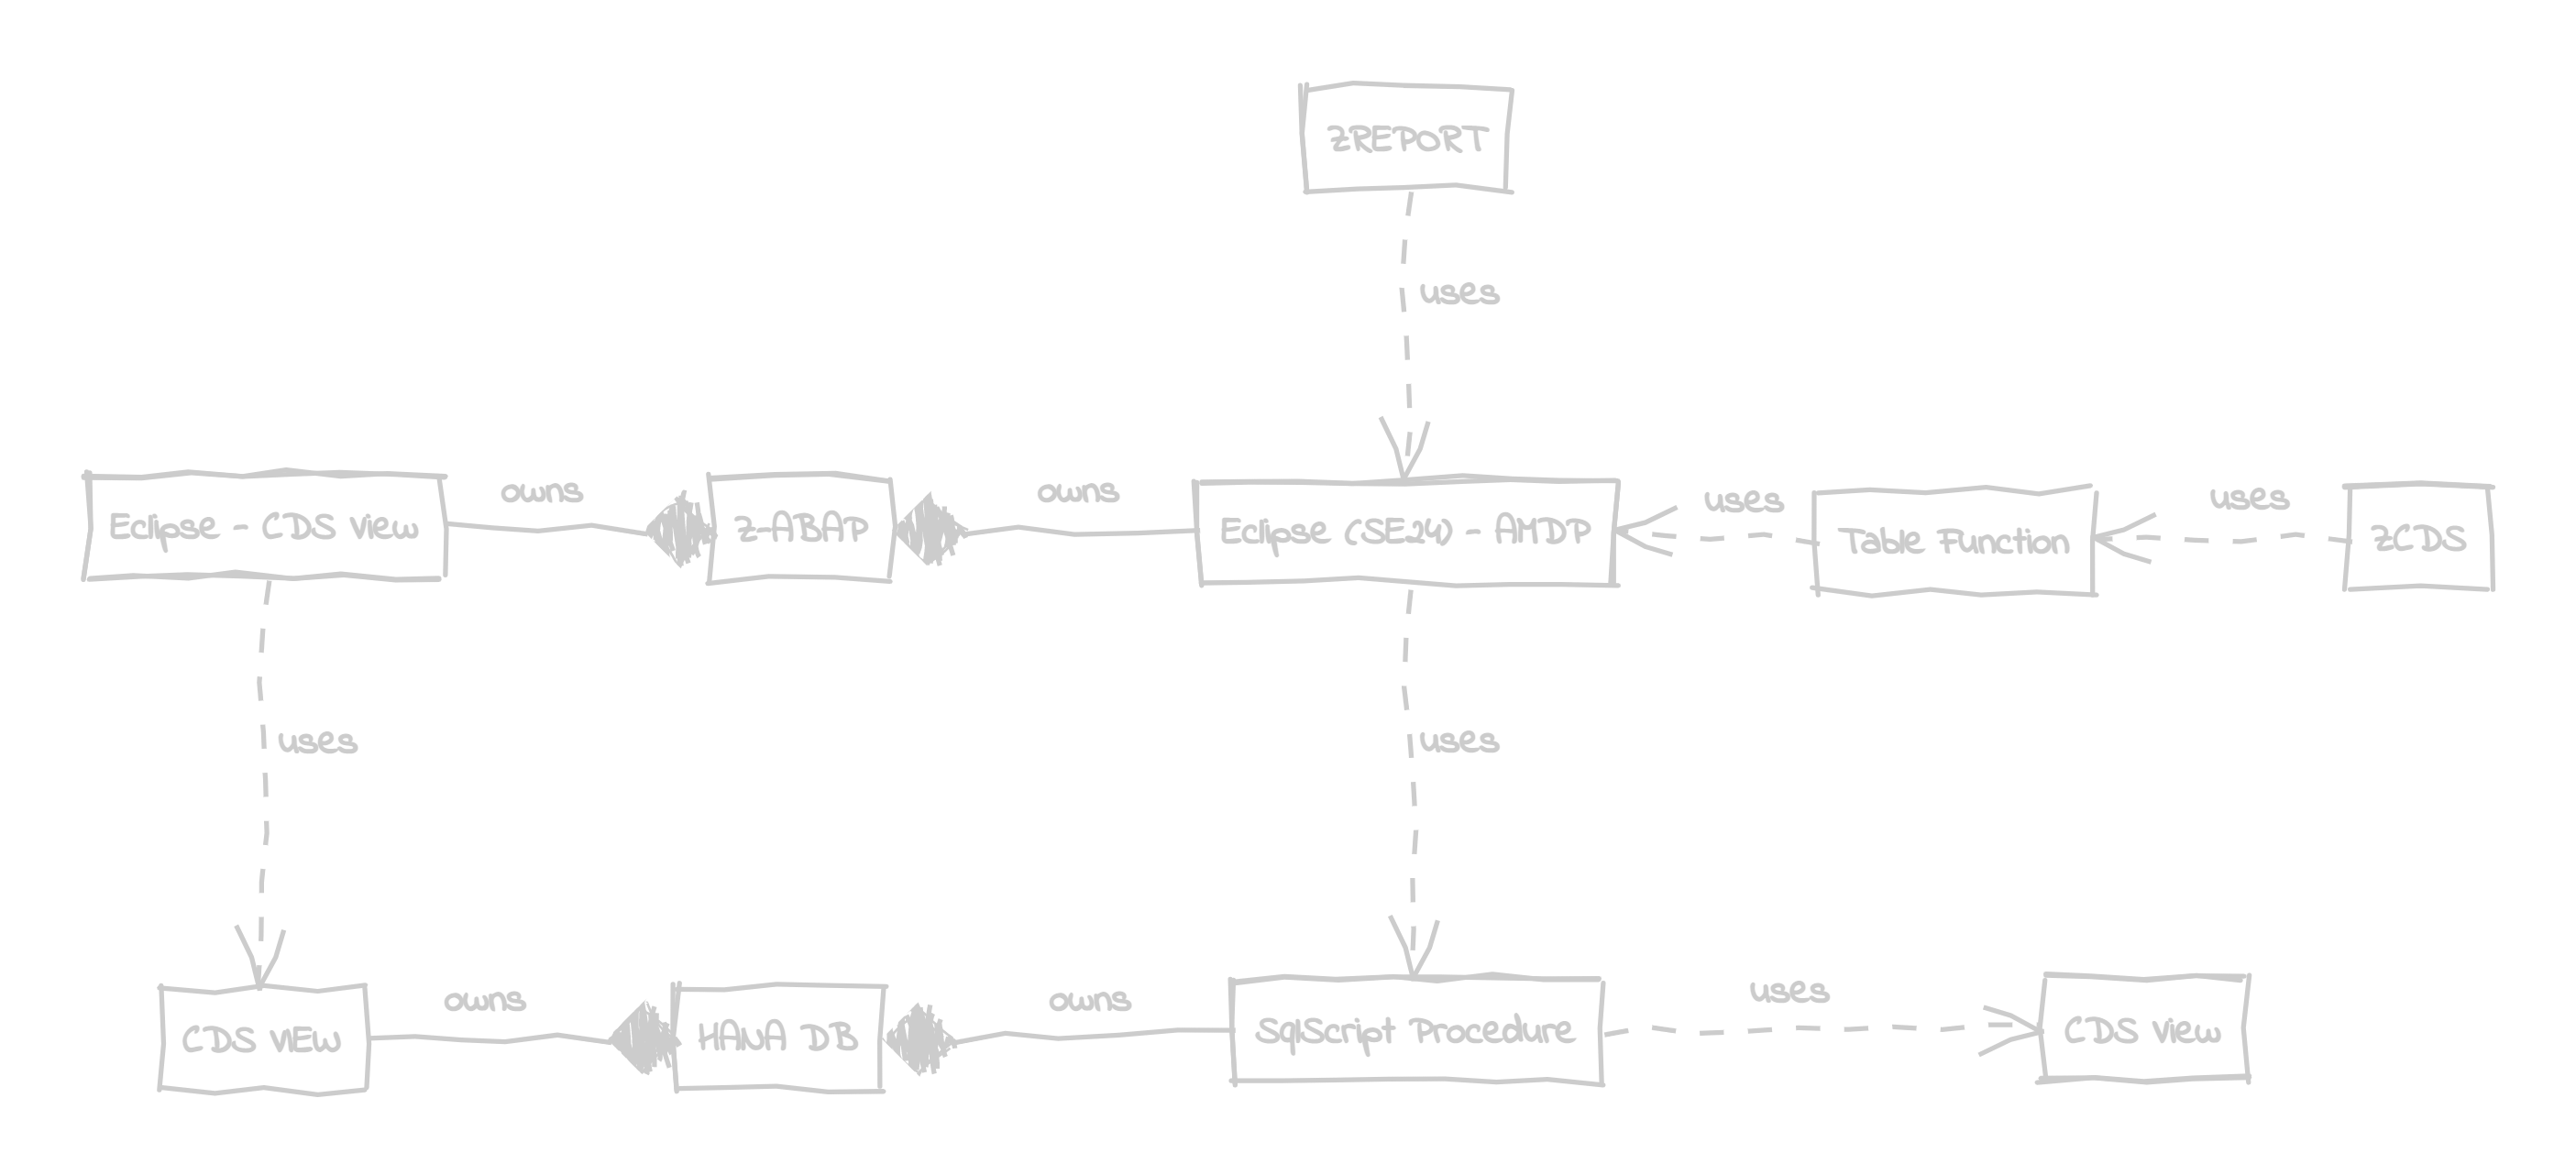 ZREPORT
uses
Eclipse - CDS View
owns
Z-ABAP
owns
Eclipse (SE24) - AMDP
uses
Table Function
uses
ZCDS
uses
uses
CDS VIEW
owns
HANA DB
owns
SqlScript Procedure
uses
CDS View